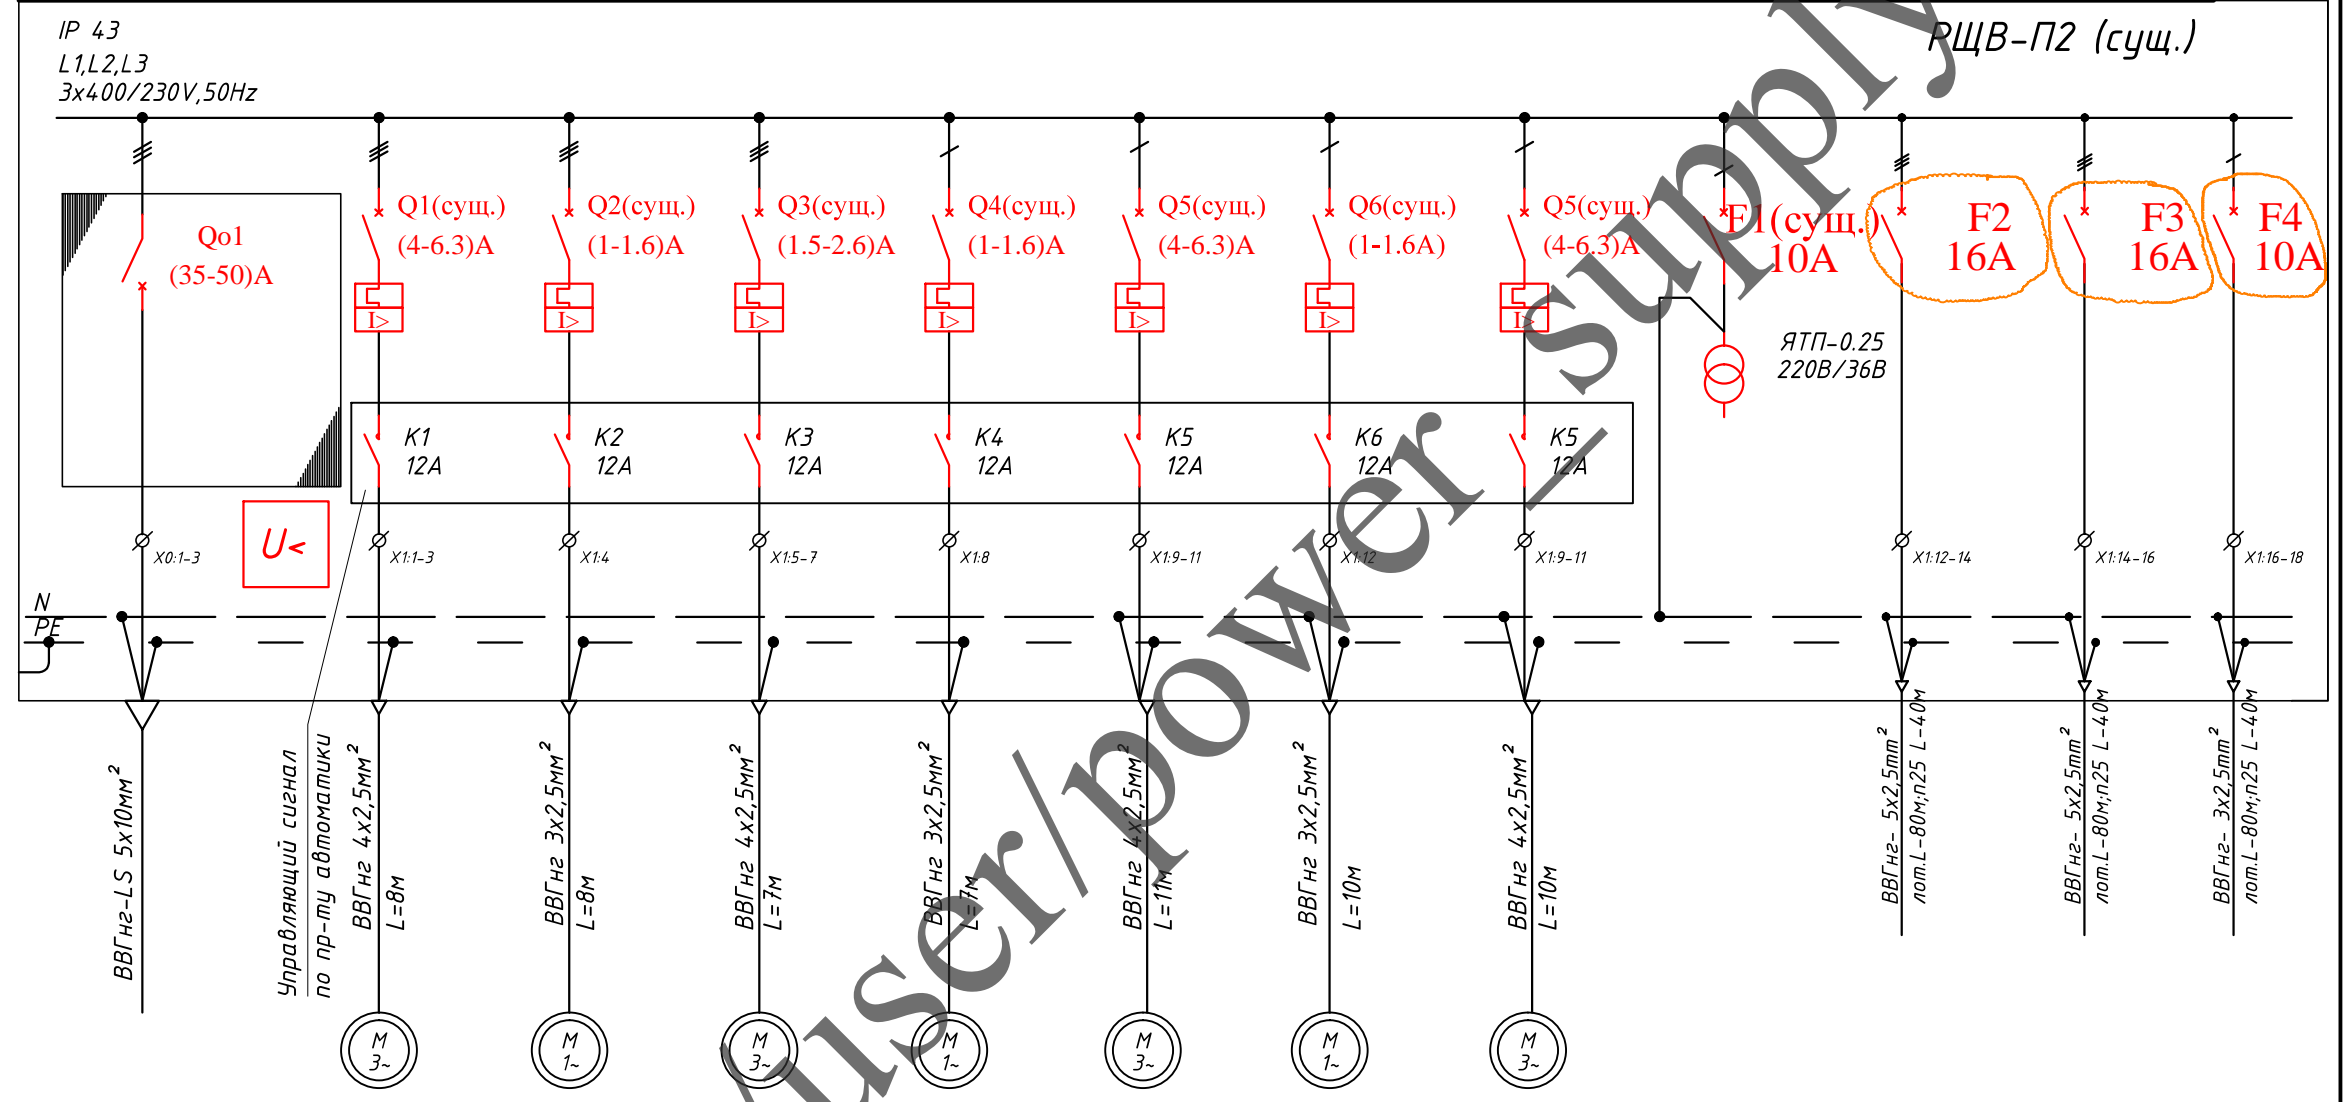 IP 43
L1,L2,L3
3x400/230V,50Hz
РЩВ-П2 (сущ.)
Qo1
(35-50)A
Q1(сущ.)
(4-6.3)A
Q2(сущ.)
(1-1.6)A
Q3(сущ.)
(1.5-2.6)A
Q4(сущ.)
(1-1.6)A
Q5(сущ.)
(4-6.3)A
Q6(сущ.)
(1-1.6A)
Q5(сущ.)
(4-6.3)A
F1(сущ.)
10A
F2
16A
F3
16A
F4
10A
I>
I>
I>
I>
I>
I>
I>
ЯТП-0.25
220В/36В
K1
12A
K2
12A
K3
12A
K4
12A
K5
12A
K6
12A
K5
12A
U<
X0:1-3
X1:1-3
X1:4
X1:5-7
X1:8
X1:9-11
X1:12
X1:9-11
X1:12-14
X1:14-16
X1:16-18
N
PE
ВВГнг-LS 5х10мм²
Управляющий сигнал
по пр-ту автоматики
ВВГнг 4х2,5мм²
L=8м
ВВГнг 3х2,5мм²
L=8м
ВВГнг 4х2,5мм²
L=7м
ВВГнг 3х2,5мм²
L=7м
ВВГнг 4х2,5мм²
L=11м
ВВГнг 3х2,5мм²
L=10м
ВВГнг 4х2,5мм²
L=10м
ВВГнг- 5х2,5mm²
лот.L-80м;п25 L-40м
ВВГнг- 5х2,5mm²
лот.L-80м;п25 L-40м
ВВГнг- 3х2,5mm²
лот.L-80м;п25 L-40м
M
3~
M
1~
M
3~
M
1~
M
3~
M
1~
M
3~
/user/power_supply